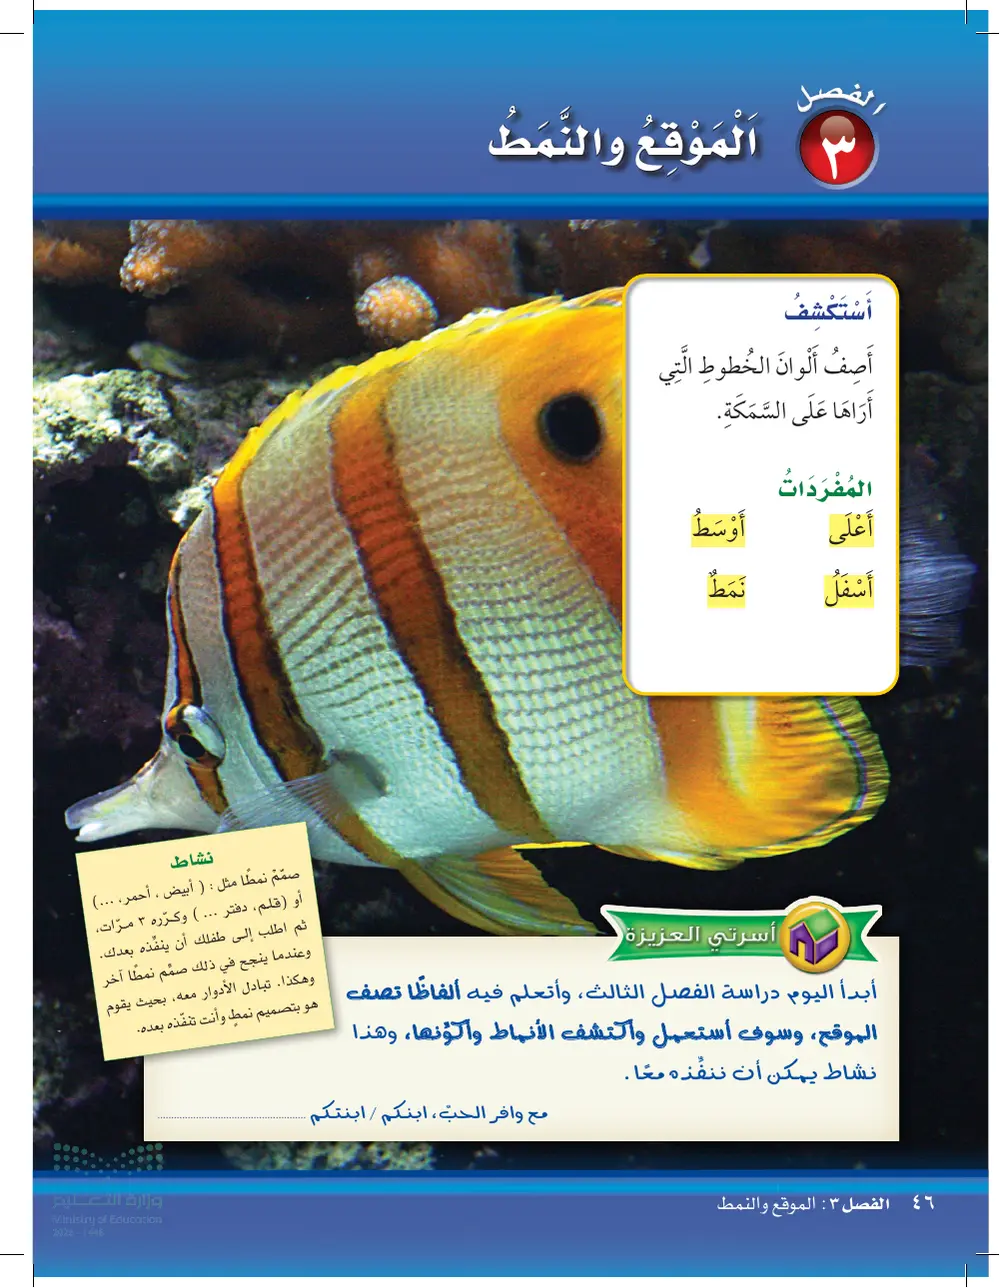 الفصل
٣
اَلْمَوْقِعُ والنَّمَطُ
أَسْتَكْشِفُ
أَصِفُ أَلْوانَ الخُطوطِ الَّتِي
أَرَاهَا عَلَى السَّمَكَةِ.
المُفْرَدَاتُ
أَعْلَى أَوْسَطُ
أَسْفَلُ نَمَطٌ
أسرتي العزيزة
أبدأ اليوم دراسة الفصل الثالث، وأتعلم فيه ألفاظًا تصف
الموقع، وسوف أستعمل وأكتشف الأنماط وأكوِّنها، وهذا
نشاط يمكن أن ننفِّذه معًا.
مع وافر الحبّ، ابنكم / ابنتكم
نشاط
صمّمْ نمطًا مثل : ( أبيض ، أحمر، ...)
أو (قلم، دفتر ... ) وكرّره ٣ مرّات،
ثم اطلب إلى طفلك أن ينفّذه بعدك.
وعندما ينجح في ذلك صمِّم نمطًا آخر
وهكذا. تبادل الأدوار معه، بحيث يقوم
هو بتصميم نمطٍ وأنت تنفّذه بعده.
٤٦ الفصل ٣: الموقع والنمط
وزارة التعليم
Ministry of Education